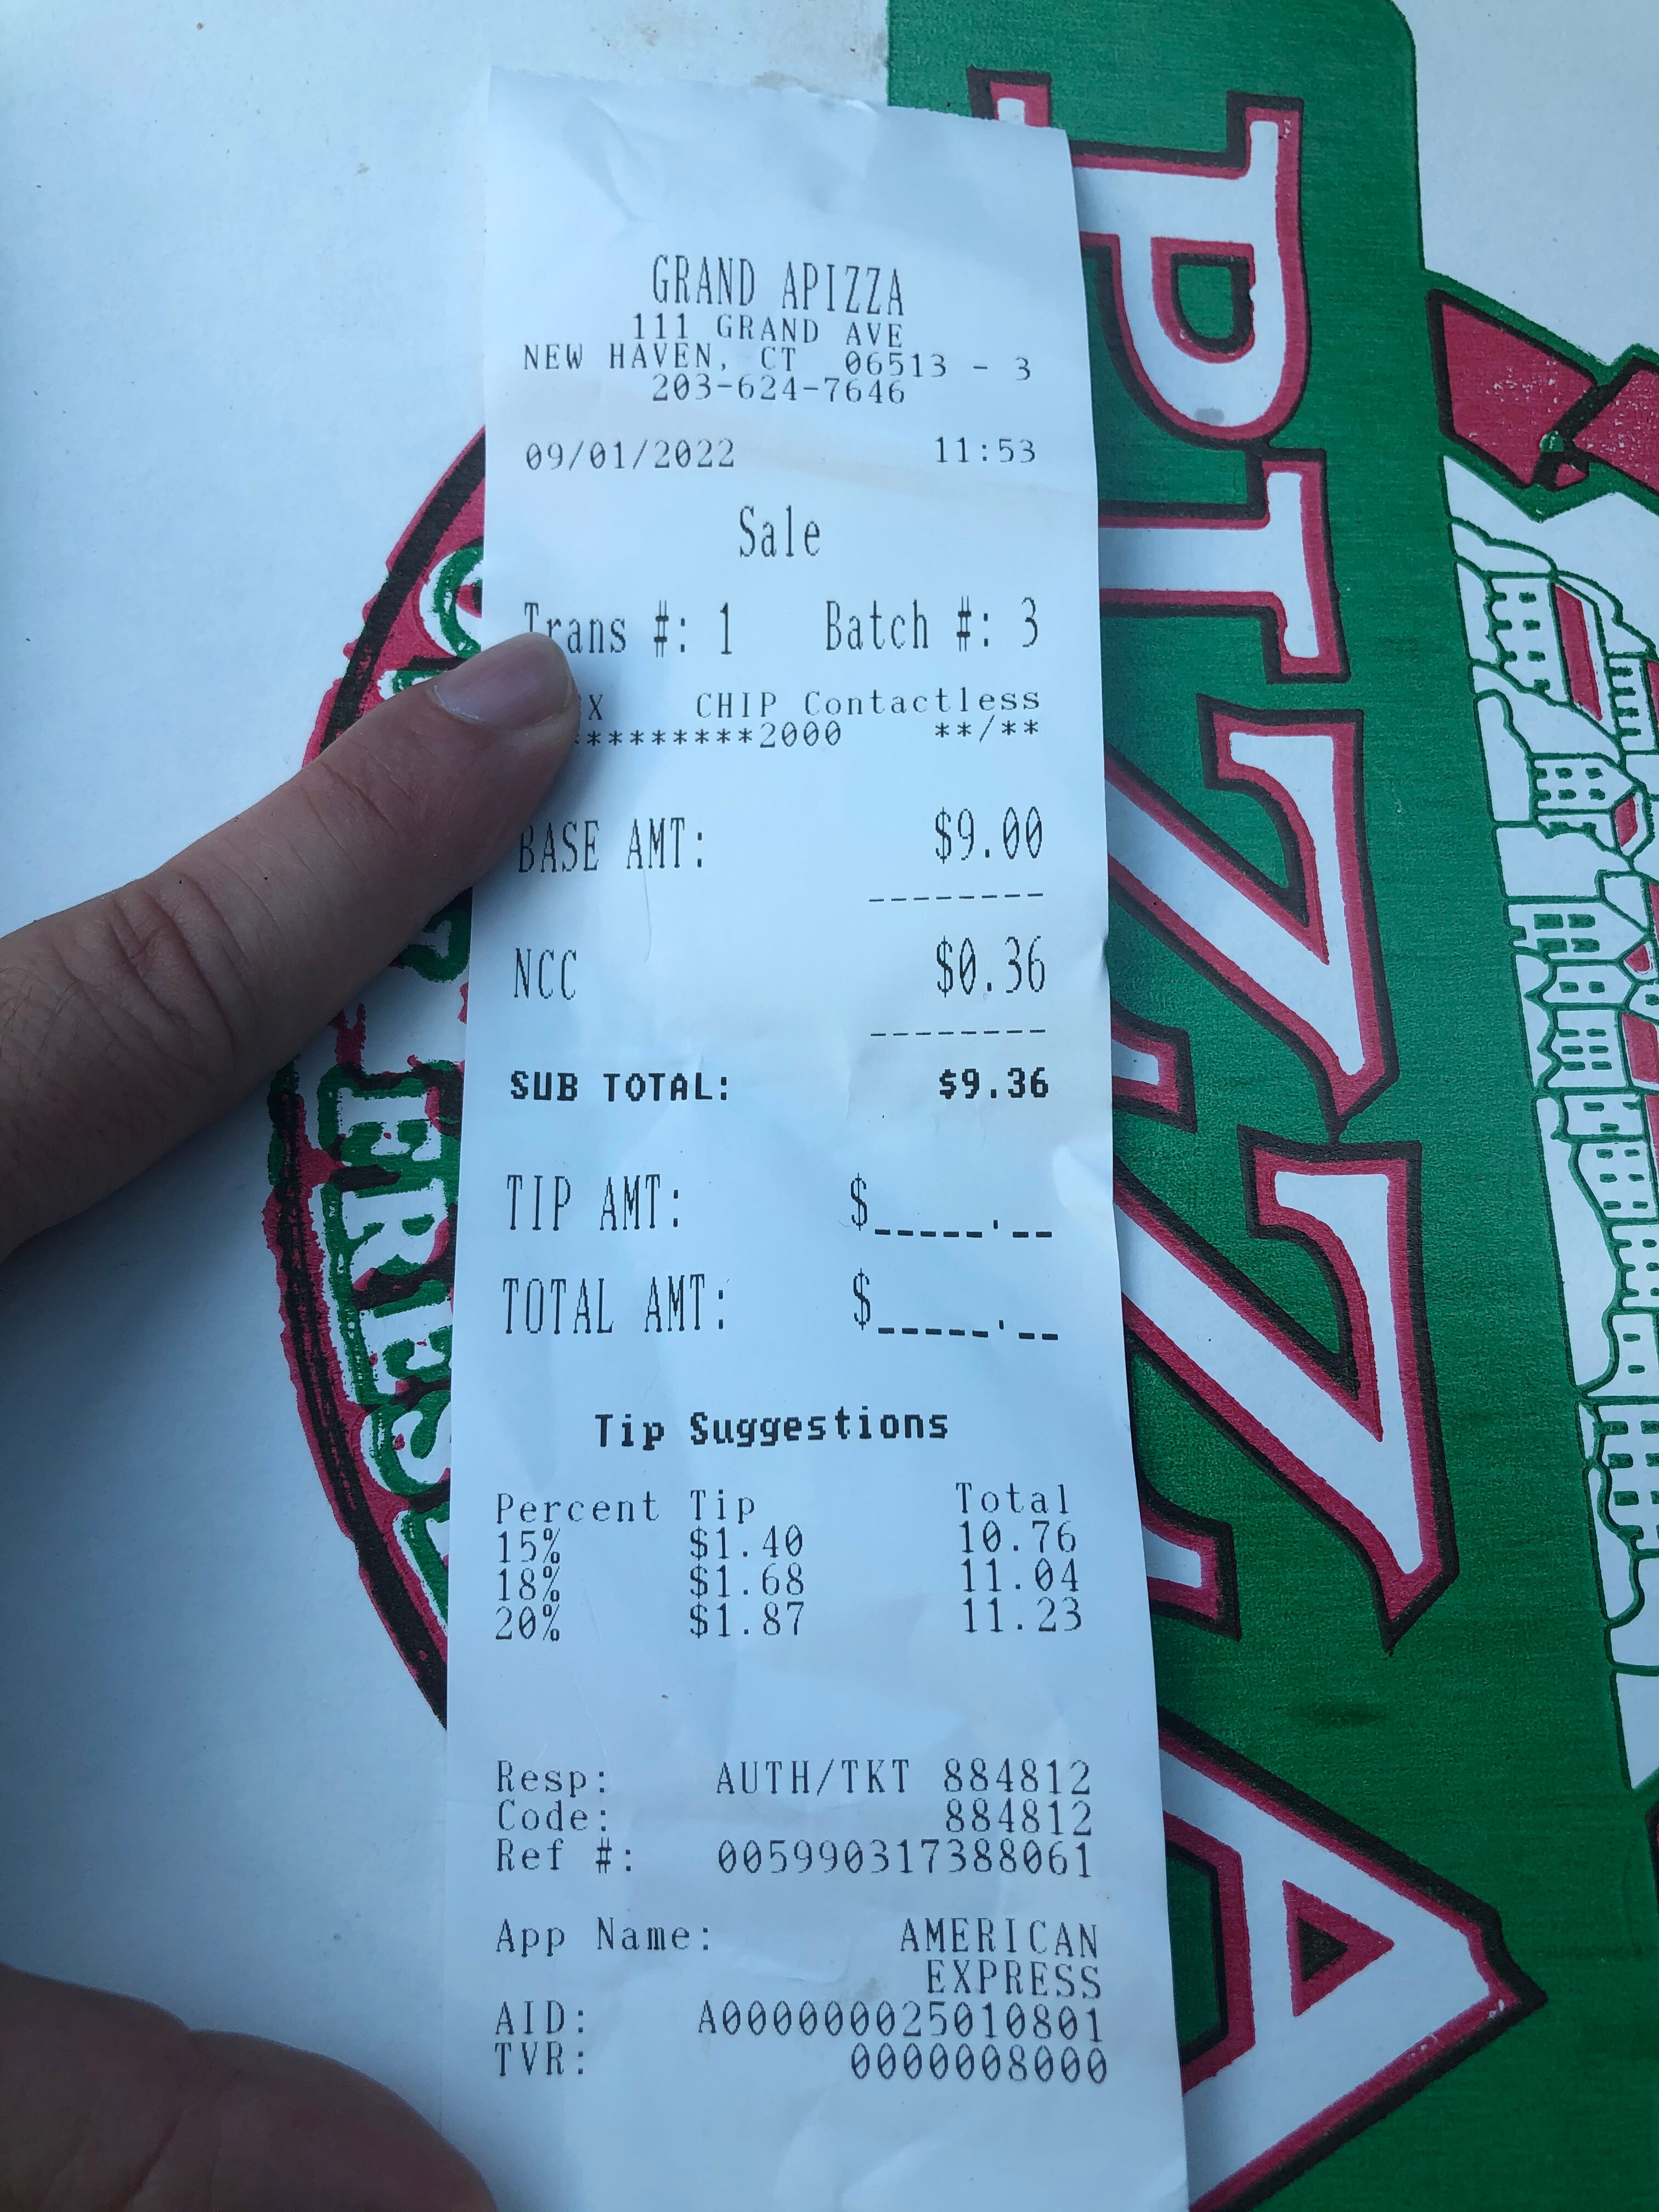 GRAND APIZZA
111 GRAND AVE
NEW HAVEN, CT 06513 - 3
203-624-7646
09/01/2022 11:53
Sale
Trans #: 1 Batch #: 3
CHIP Contactless
*********2000 **/**
BASE AMT: $9.00
--------
NCC $0.36
--------
SUB TOTAL: $9.36
TIP AMT: $_____.__
TOTAL AMT: $_____.__
Tip Suggestions
Percent Tip Total
15% $1.40 10.76
18% $1.68 11.04
20% $1.87 11.23
Resp: AUTH/TKT 884812
Code: 884812
Ref #: 005990317388061
App Name: AMERICAN
EXPRESS
AID: A000000025010801
TVR: 0000008000
PIZZA